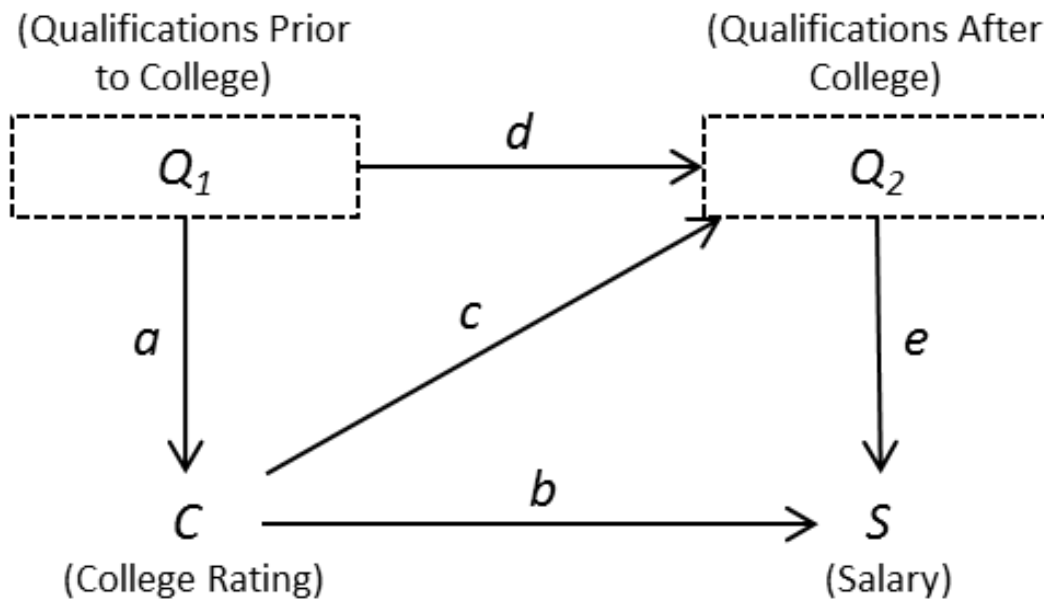 (Qualifications Prior
to College)
(Qualifications After
College)
Q1
d
Q2
a
c
e
b
C
S
(College Rating)
(Salary)